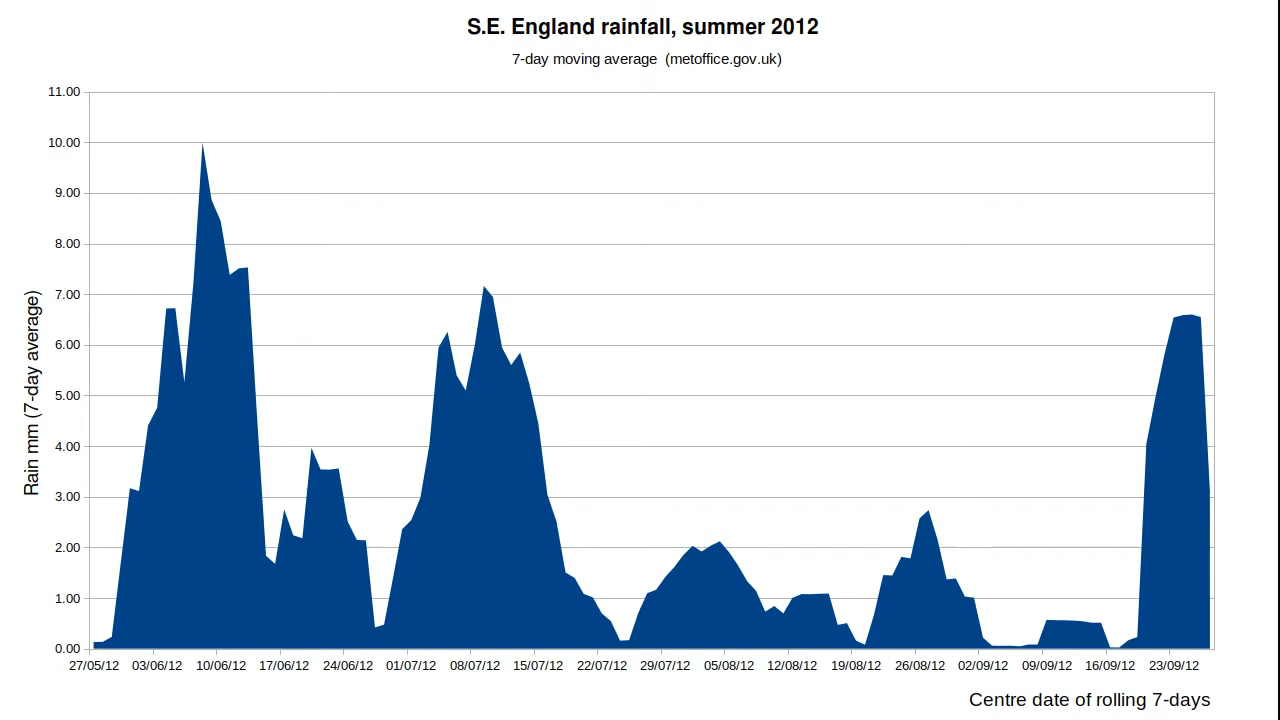 S.E. England rainfall, summer 2012
7-day moving average  (metoffice.gov.uk)
Rain mm (7-day average)
11.00
10.00
9.00
8.00
7.00
6.00
5.00
4.00
3.00
2.00
1.00
0.00
27/05/12 03/06/12 10/06/12 17/06/12 24/06/12 01/07/12 08/07/12 15/07/12 22/07/12 29/07/12 05/08/12 12/08/12 19/08/12 26/08/12 02/09/12 09/09/12 16/09/12 23/09/12
Centre date of rolling 7-days